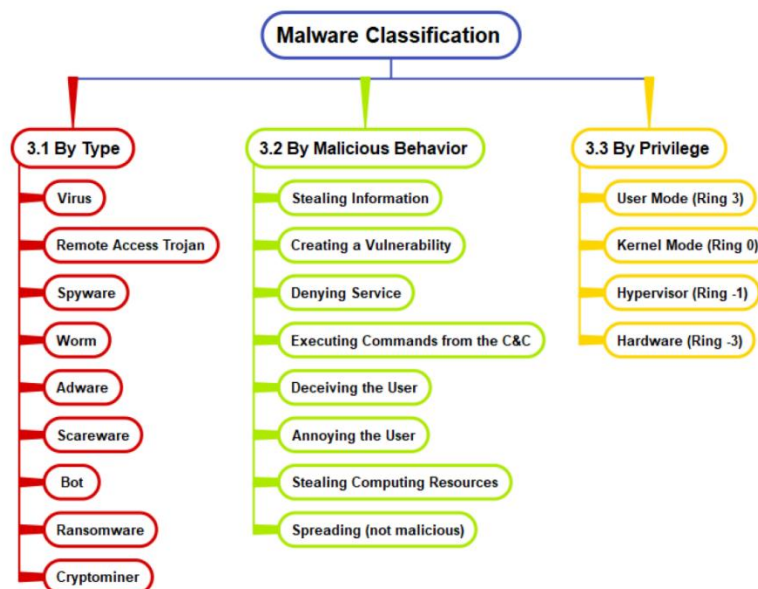 Malware Classification
3.1 By Type
Virus
Remote Access Trojan
Spyware
Worm
Adware
Scareware
Bot
Ransomware
Cryptominer
3.2 By Malicious Behavior
Stealing Information
Creating a Vulnerability
Denying Service
Executing Commands from the C&C
Deceiving the User
Annoying the User
Stealing Computing Resources
Spreading (not malicious)
3.3 By Privilege
User Mode (Ring 3)
Kernel Mode (Ring 0)
Hypervisor (Ring -1)
Hardware (Ring -3)